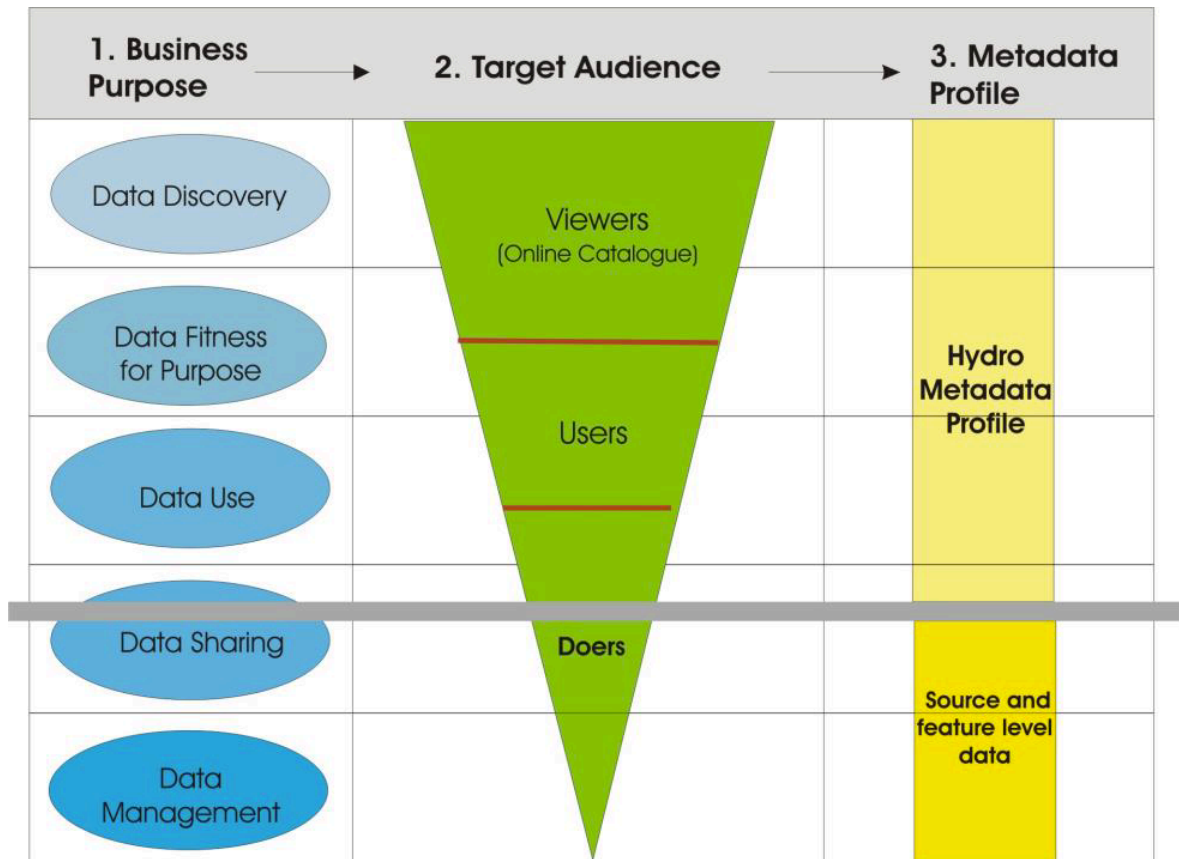 1. Business
Purpose
2. Target Audience
3. Metadata
Profile
Data Discovery
Viewers
(Online Catalogue)
Data Fitness
for Purpose
Hydro
Metadata
Profile
Users
Data Use
Data Sharing
Doers
Source and
feature level
data
Data
Management